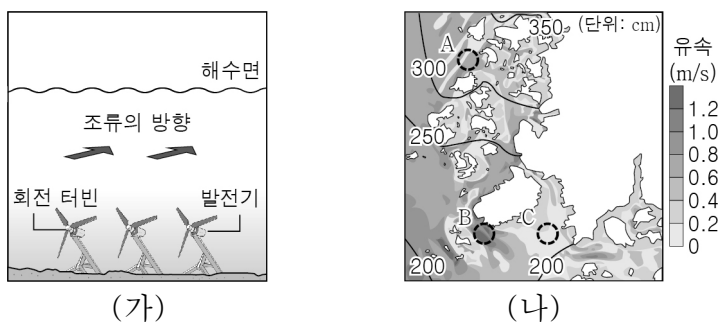 해수면
조류의 방향
회전 터빈
발전기
(가)
350
(단위: cm)
A
300
250
B
C
200
200
유속
(m/s)
1.2
1.0
0.8
0.6
0.4
0.2
0
(나)